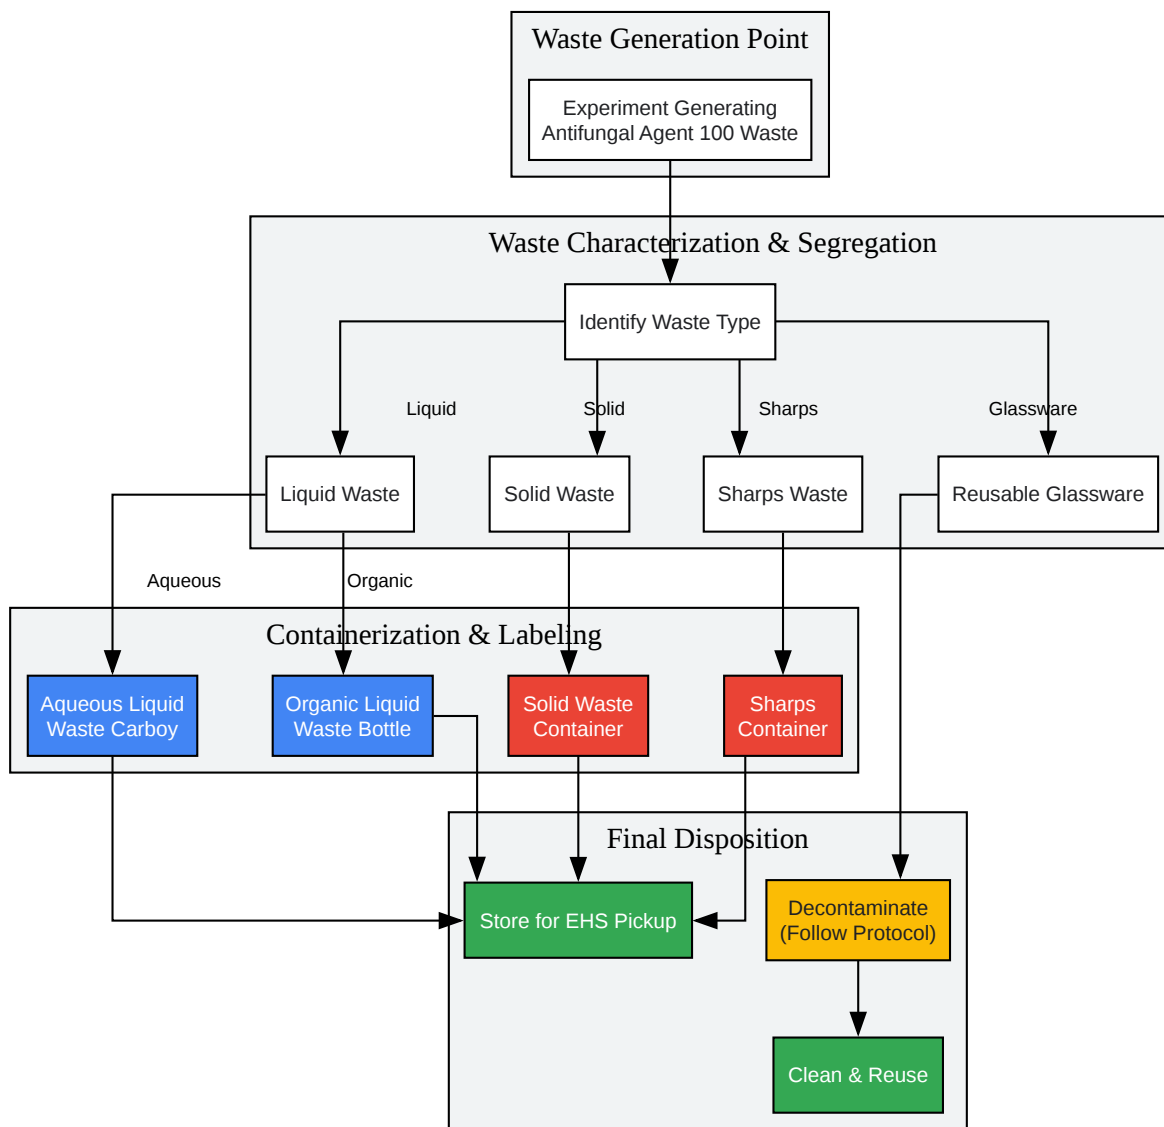 Waste Generation Point
Experiment Generating
Antifungal Agent 100 Waste
Waste Characterization & Segregation
Identify Waste Type
Liquid
Solid
Sharps
Glassware
Liquid Waste
Solid Waste
Sharps Waste
Reusable Glassware
Aqueous
Organic
Containerization & Labeling
Aqueous Liquid
Waste Carboy
Organic Liquid
Waste Bottle
Solid Waste
Container
Sharps
Container
Final Disposition
Store for EHS Pickup
Decontaminate
(Follow Protocol)
Clean & Reuse